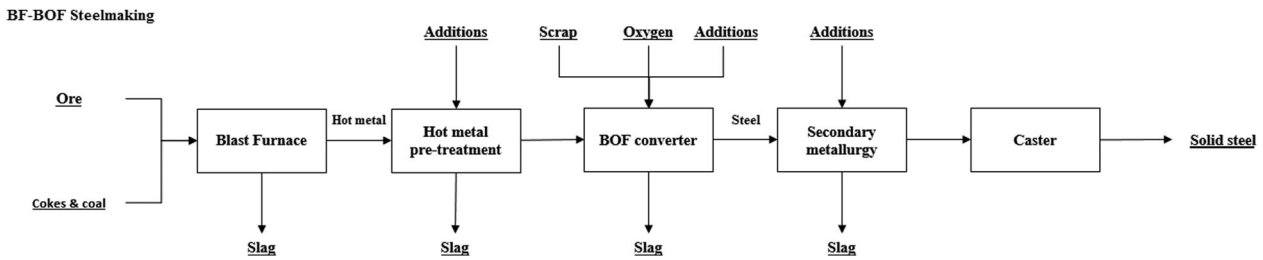 BF-BOF Steelmaking
Additions
Scrap
Oxygen
Additions
Additions
Ore
Cokes & coal
Blast Furnace
Hot metal
Hot metal
pre-treatment
BOF converter
Steel
Secondary
metallurgy
Caster
Solid steel
Slag
Slag
Slag
Slag